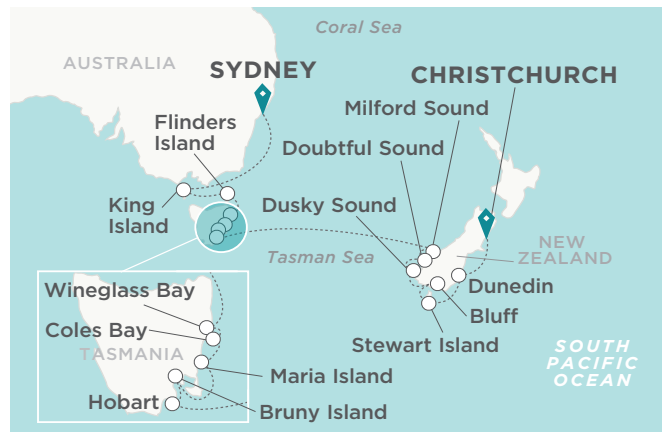 Coral Sea
AUSTRALIA
SYDNEY
CHRISTCHURCH
Milford Sound
Flinders
Island
Doubtful Sound
King
Island
Dusky Sound
Tasman Sea
NEW
ZEALAND
Dunedin
Bluff
Stewart Island
SOUTH
PACIFIC
OCEAN
Wineglass Bay
Coles Bay
TASMANIA
Maria Island
Hobart
Bruny Island